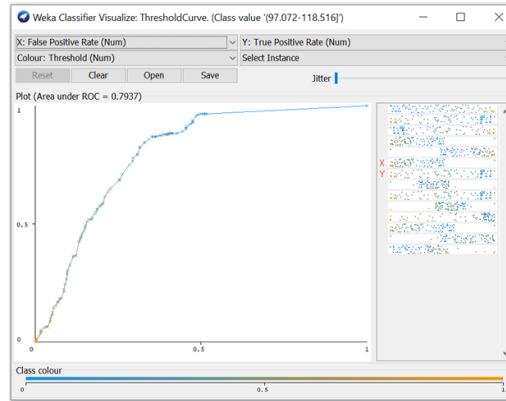 Weka Classifier Visualize: ThresholdCurve. (Class value '(97.072-118.516]')
X: False Positive Rate (Num)
Y: True Positive Rate (Num)
Colour: Threshold (Num)
Select Instance
Reset
Clear
Open
Save
Jitter
Plot (Area under ROC = 0.7937)
1
0.5
0
0
0.5
1
X
Y
Class colour
0
0.5
1